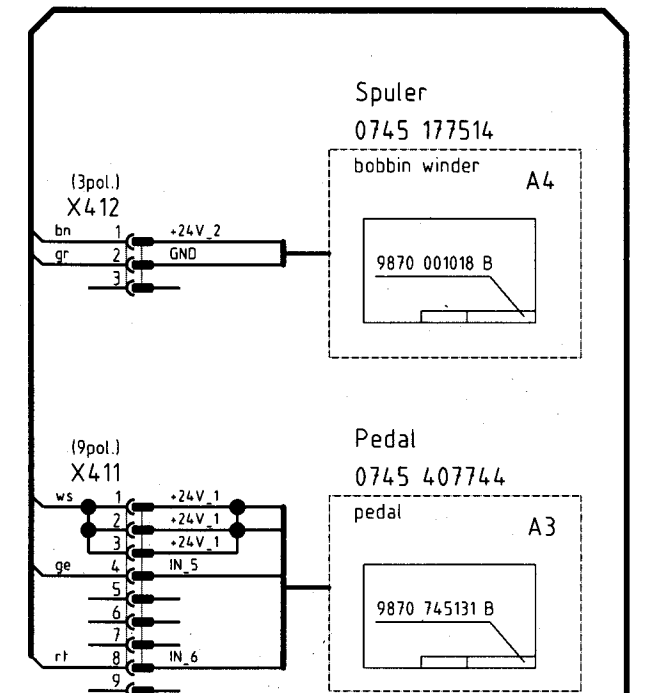 Spuler
0745 177514
bobbin winder
A4
(3pol.)
X412
bn 1 +24V_2
gr 2 GND
3
9870 001018 B
Pedal
0745 407744
pedal
A3
(9pol.)
X411
ws 1 +24V_1
2 +24V_1
3 +24V_1
ge 4 IN_5
5
6
7
rt 8 IN_6
9
9870 745131 B